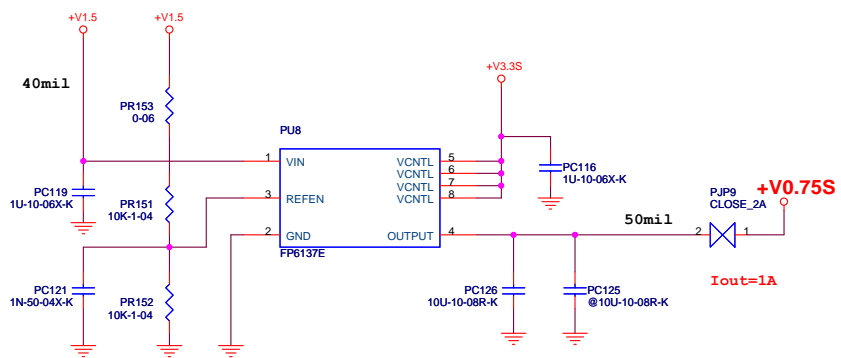 +V1.5
+V1.5
+V3.3S
40mil
PR153
0-06
PU8
1
VIN
VCNTL
5
VCNTL
6
VCNTL
7
VCNTL
8
3
REFEN
2
GND
OUTPUT
4
FP6137E
PC119
1U-10-06X-K
PR151
10K-1-04
PC116
1U-10-06X-K
PJP9
CLOSE_2A
+V0.75S
50mil
2
1
Iout=1A
PC121
1N-50-04X-K
PR152
10K-1-04
PC126
10U-10-08R-K
PC125
@10U-10-08R-K